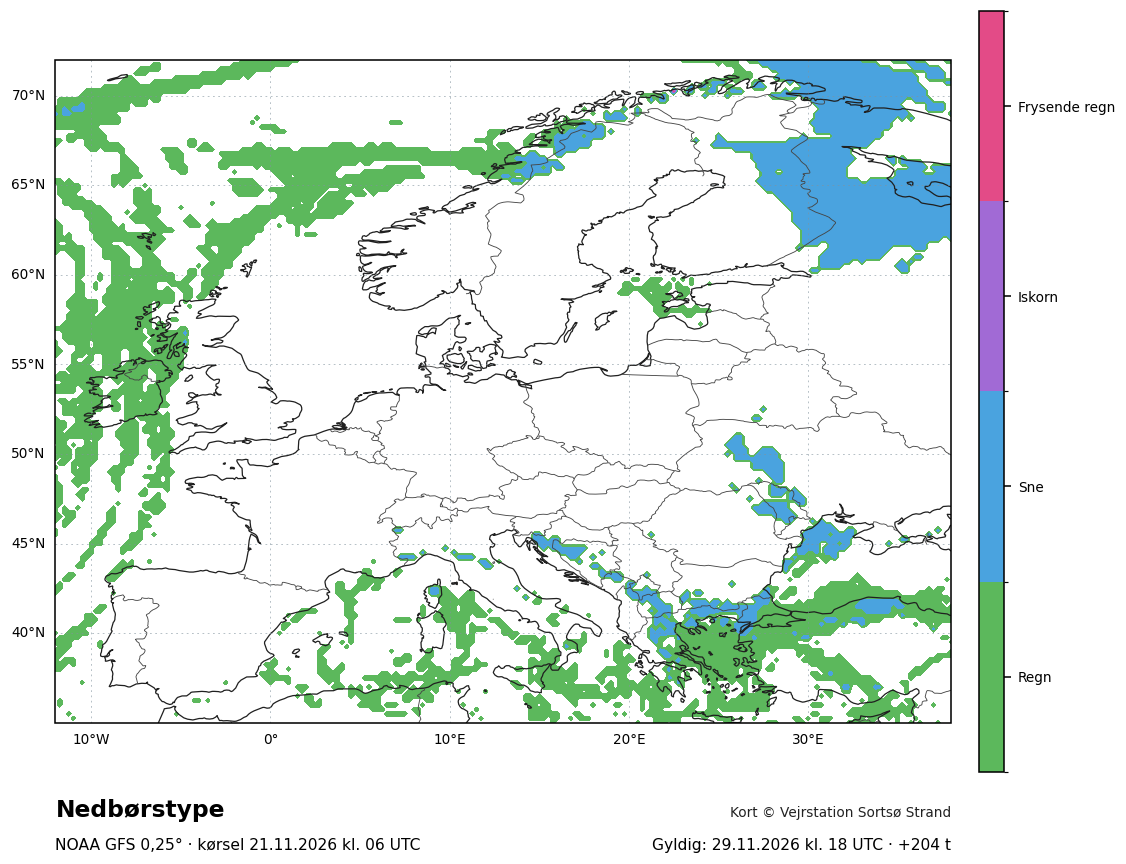 70°N
65°N
60°N
55°N
50°N
45°N
40°N
10°W
0°
10°E
20°E
30°E
Frysende regn
Iskorn
Sne
Regn
Nedbørstype
Kort © Vejrstation Sortsø Strand
NOAA GFS 0,25° · kørsel 21.11.2026 kl. 06 UTC
Gyldig: 29.11.2026 kl. 18 UTC · +204 t